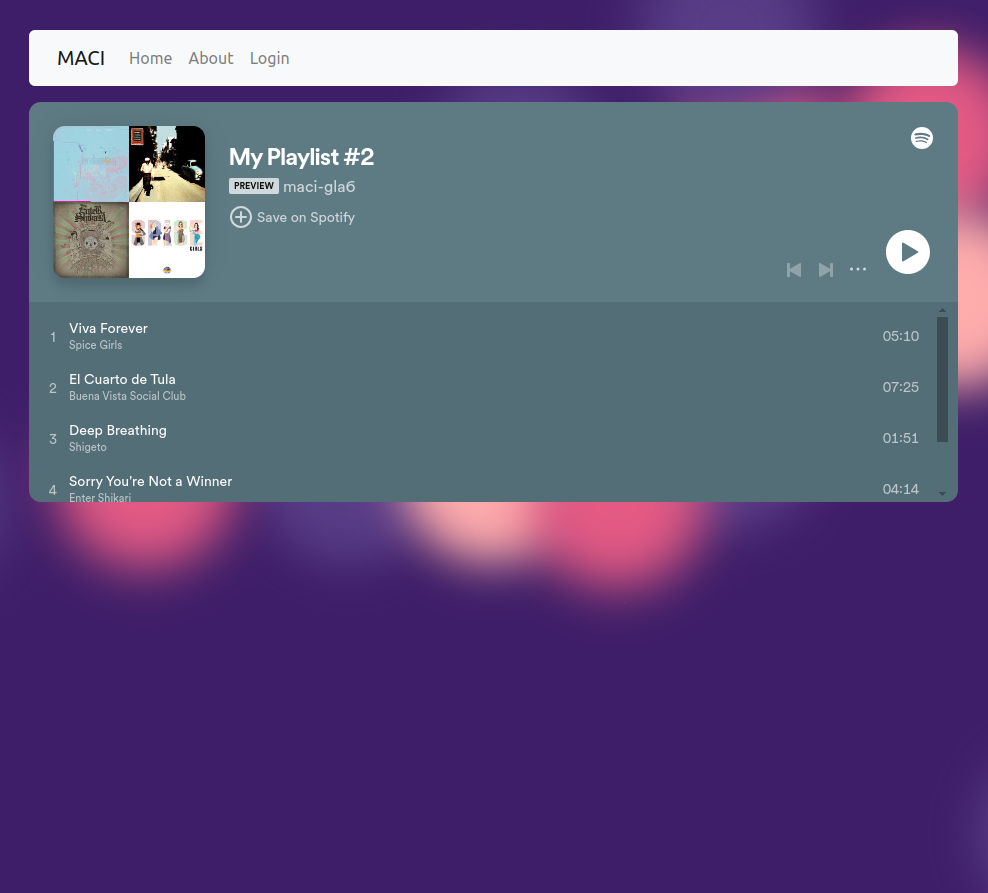 MACI Home About Login
My Playlist #2
PREVIEW maci-gla6
Save on Spotify
1 Viva Forever 05:10
Spice Girls
2 El Cuarto de Tula 07:25
Buena Vista Social Club
3 Deep Breathing 01:51
Shigeto
4 Sorry You're Not a Winner 04:14
Enter Shikari